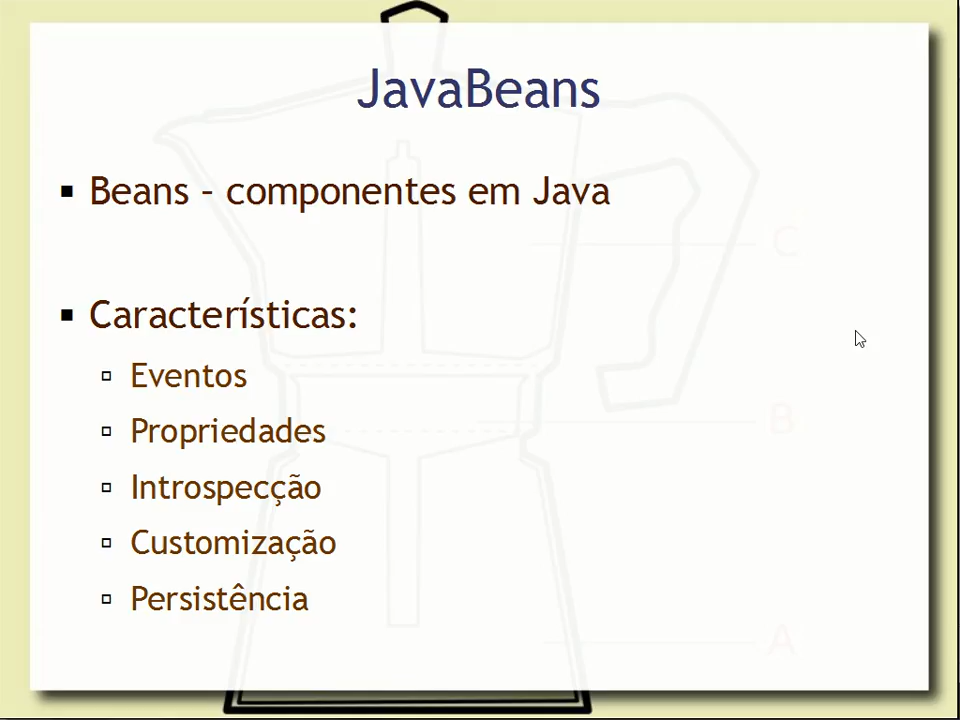 JavaBeans
Beans – componentes em Java
Características:
Eventos
Propriedades
Introspecção
Customização
Persistência
C
B
A